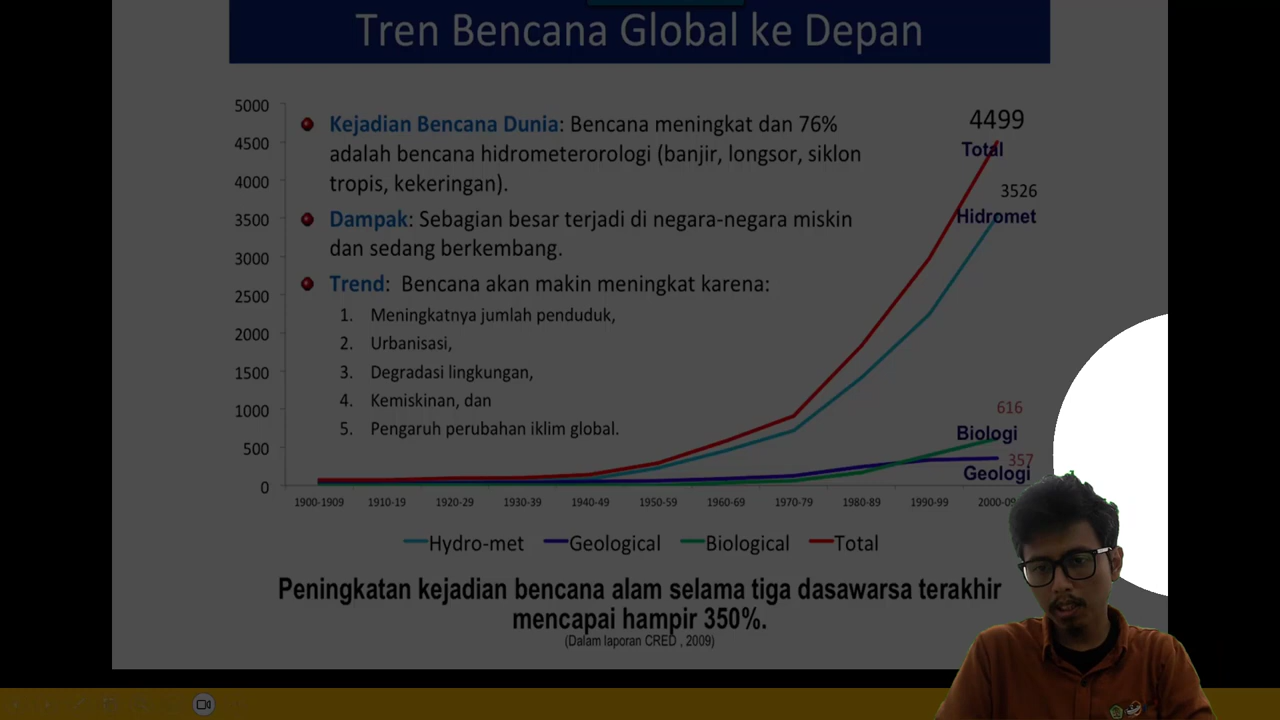 Tren Bencana Global ke Depan
5000
4500
4000
3500
3000
2500
2000
1500
1000
500
0
Kejadian Bencana Dunia: Bencana meningkat dan 76%
adalah bencana hidrometerorologi (banjir, longsor, siklon
tropis, kekeringan).
Dampak: Sebagian besar terjadi di negara-negara miskin
dan sedang berkembang.
Trend: Bencana akan makin meningkat karena:
1. Meningkatnya jumlah penduduk,
2. Urbanisasi,
3. Degradasi lingkungan,
4. Kemiskinan, dan
5. Pengaruh perubahan iklim global.
4499
Total
3526
Hidromet
616
Biologi
357
Geologi
1900-1909 1910-19 1920-29 1930-39 1940-49 1950-59 1960-69 1970-79 1980-89 1990-99
Hydro-met Geological Biological Total
Peningkatan kejadian bencana alam selama tiga dasawarsa terakhir
mencapai hampir 350%.
(Dalam laporan CRED , 2009)